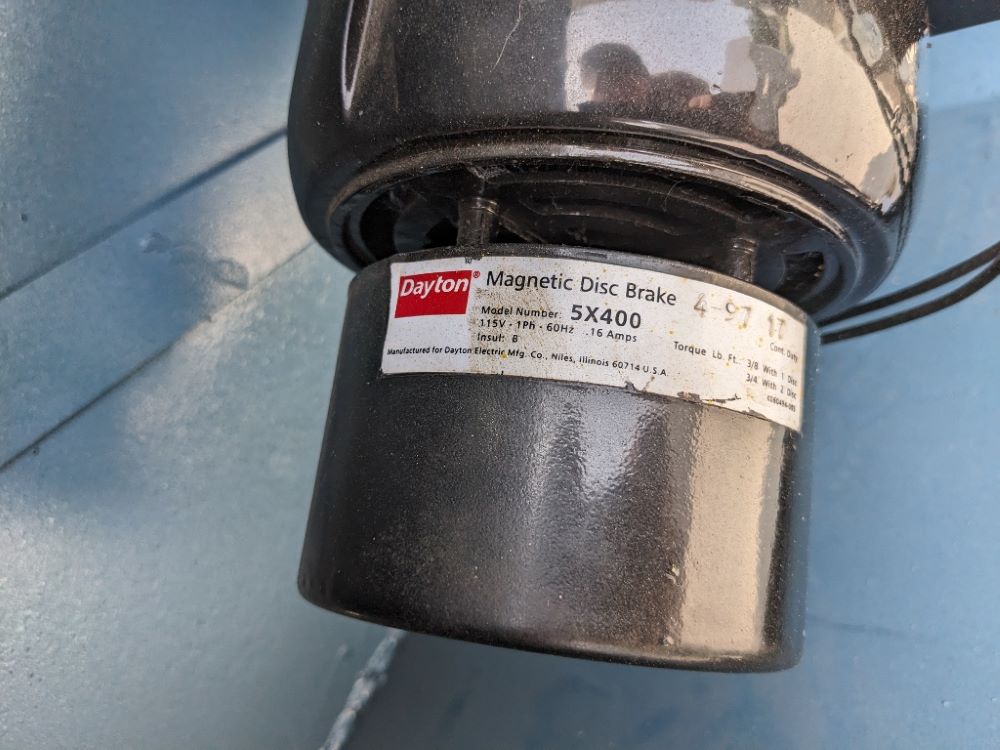 Dayton® Magnetic Disc Brake 4-97 1T
Model Number: 5X400
115V - 1Ph - 60Hz .16 Amps Cont. Duty
Insul: B Torque Lb. Ft. 3/8 With 1 Disc
3/4 With 2 Disc
Manufactured for Dayton Electric Mfg. Co., Niles, Illinois 60714 U.S.A.